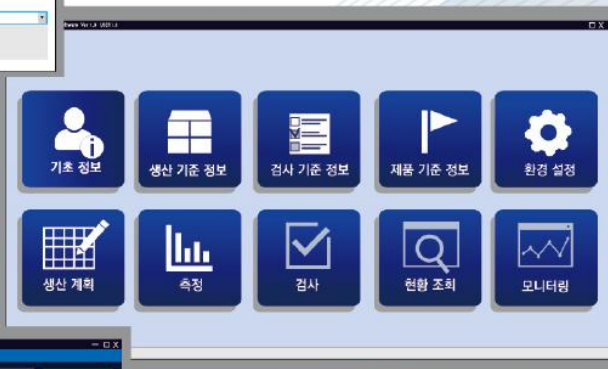 기초 정보
생산 기준 정보
검사 기준 정보
제품 기준 정보
환경 설정
생산 계획
측정
검사
현황 조회
모니터링